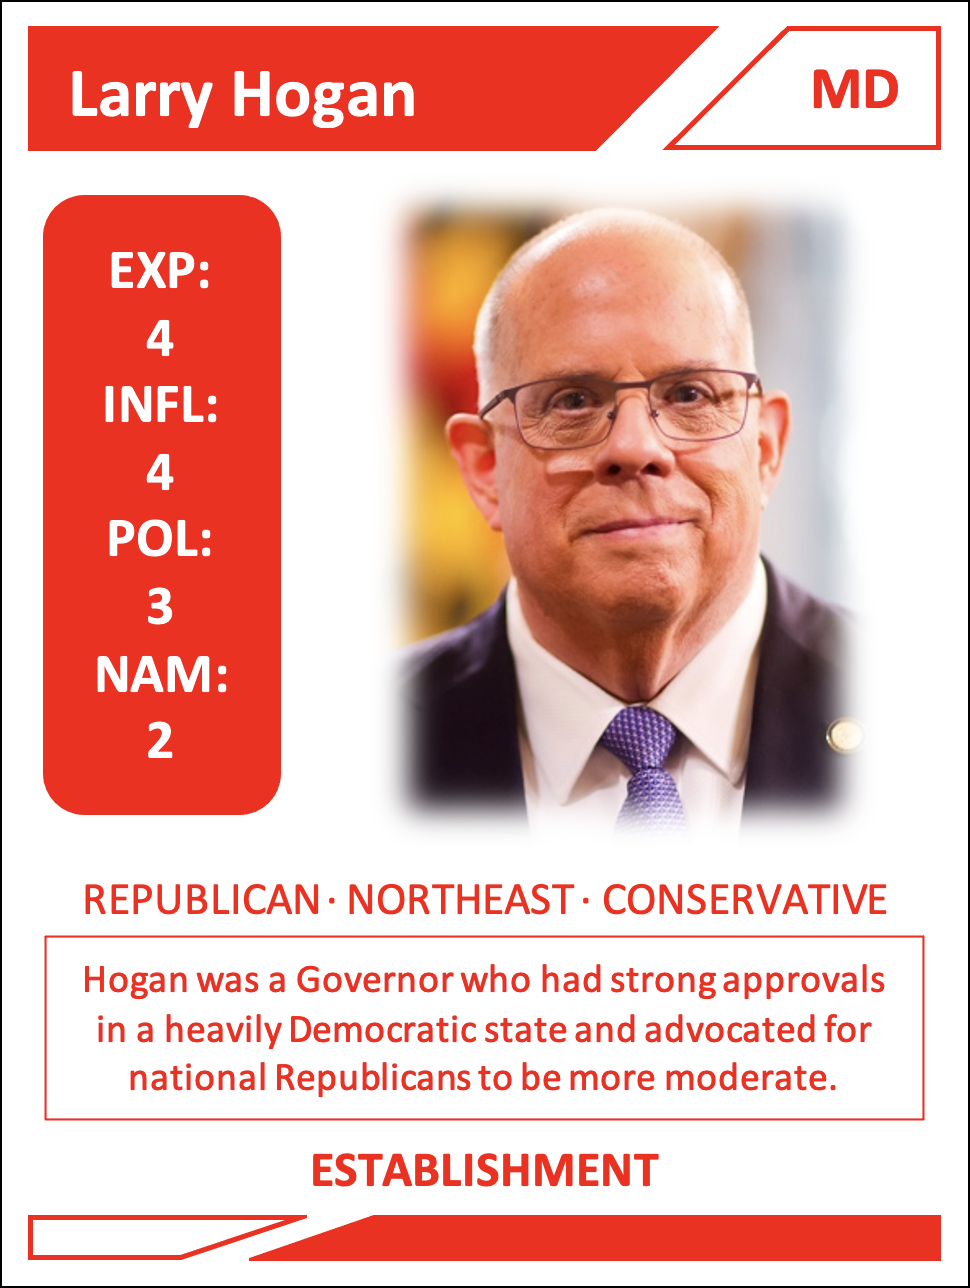 Larry Hogan
MD
EXP:
4
INFL:
4
POL:
3
NAM:
2
REPUBLICAN · NORTHEAST · CONSERVATIVE
Hogan was a Governor who had strong approvals
in a heavily Democratic state and advocated for
national Republicans to be more moderate.
ESTABLISHMENT